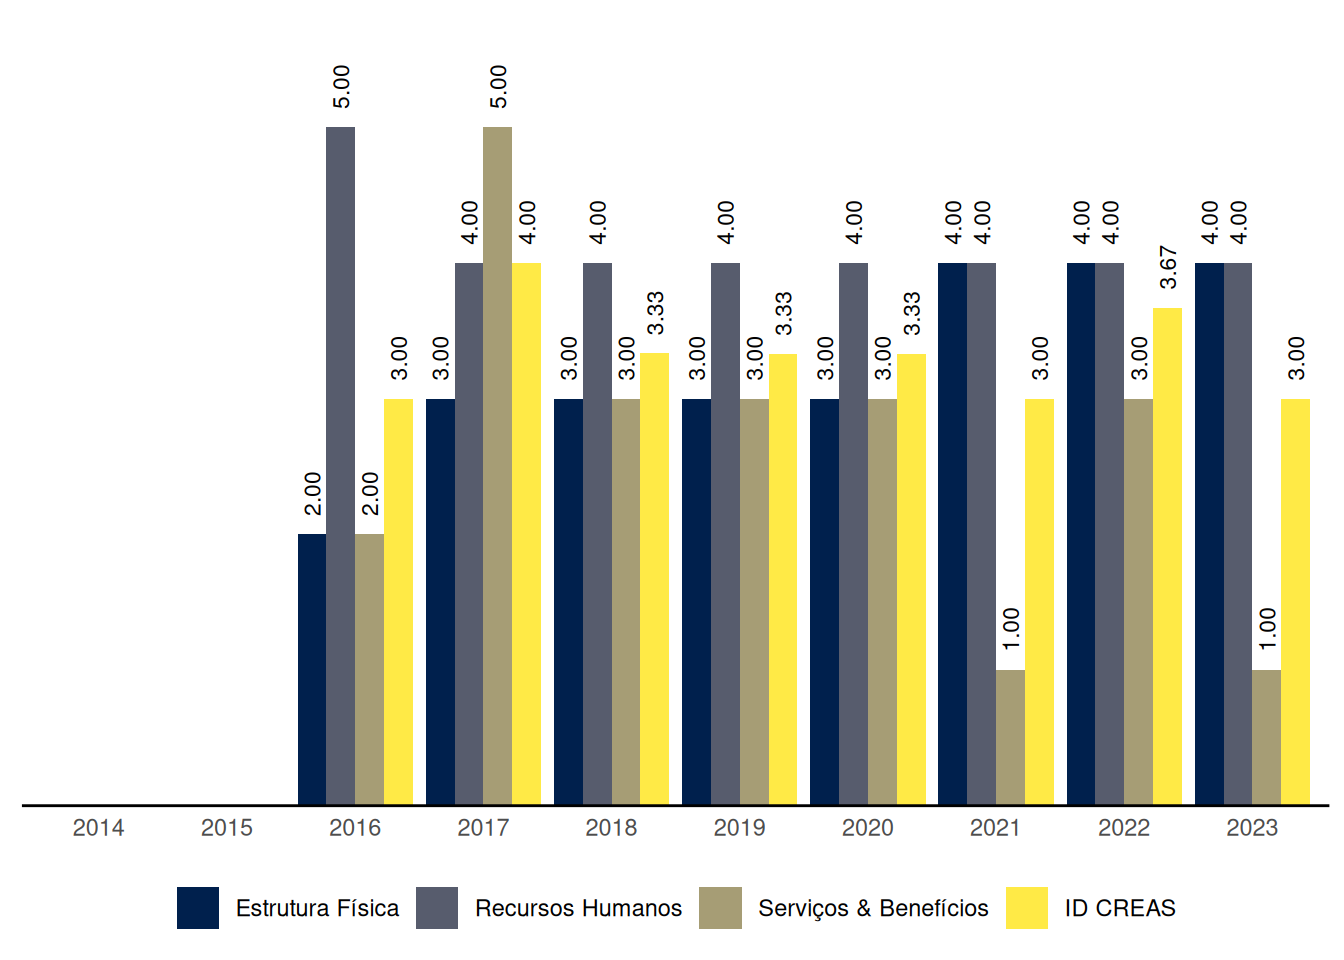 5.00 5.00
4.00 4.00 4.00 4.00 4.00 4.00 4.00 4.00 4.00 4.00 4.00
3.67
3.33 3.33 3.33
3.00 3.00 3.00 3.00 3.00 3.00 3.00 3.00 3.00 3.00 3.00
2.00 2.00
1.00 1.00
2014 2015 2016 2017 2018 2019 2020 2021 2022 2023
Estrutura Física Recursos Humanos Serviços & Benefícios ID CREAS